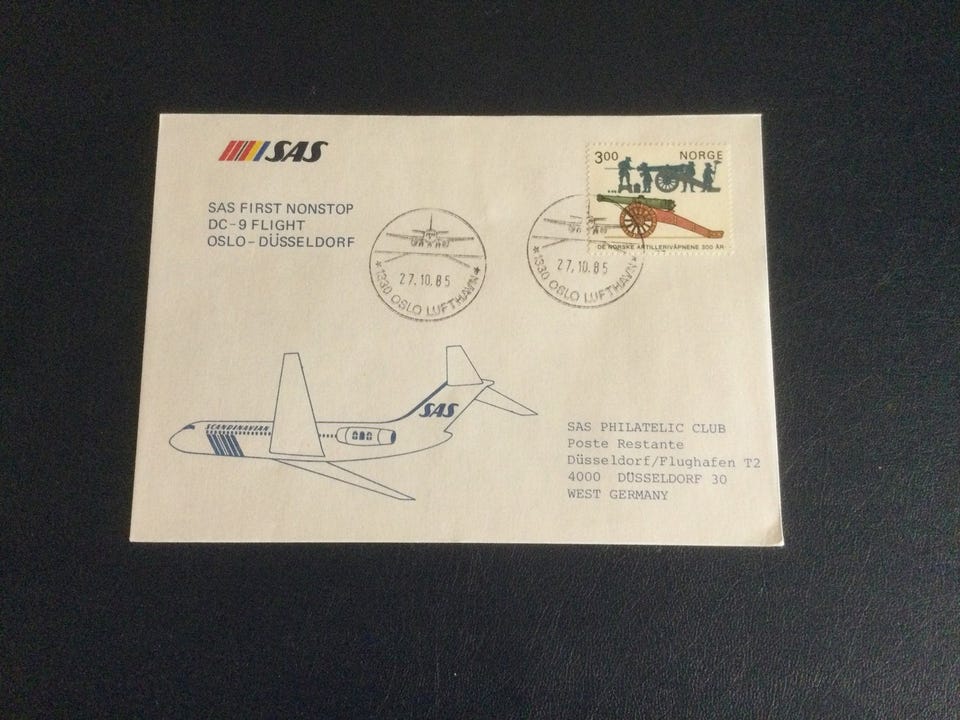 SAS
SAS FIRST NONSTOP
DC-9 FLIGHT
OSLO-DÜSSELDORF
27.10.85
*1330 OSLO LUFTHAVN*
3.00 NORGE
DE NORSKE ARTILLERIVÅPNENE 300 ÅR
27.10.85
*1330 OSLO LUFTHAVN*
SCANDINAVIAN
SAS
SAS PHILATELIC CLUB
Poste Restante
Düsseldorf/Flughafen T2
4000 DÜSSELDORF 30
WEST GERMANY